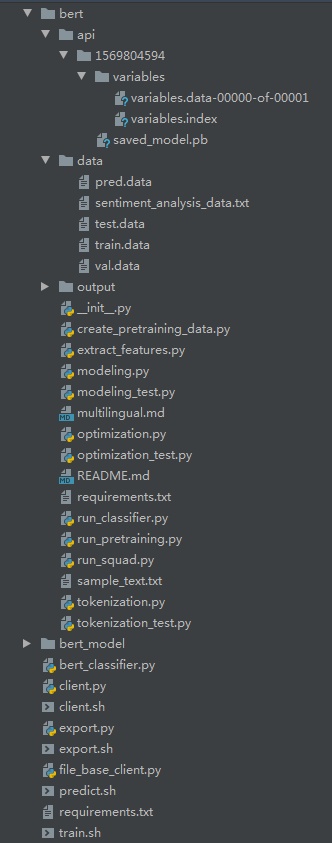 bert
api
1569804594
variables
variables.data-00000-of-00001
variables.index
saved_model.pb
data
pred.data
sentiment_analysis_data.txt
test.data
train.data
val.data
output
__init__.py
create_pretraining_data.py
extract_features.py
modeling.py
modeling_test.py
multilingual.md
optimization.py
optimization_test.py
README.md
requirements.txt
run_classifier.py
run_pretraining.py
run_squad.py
sample_text.txt
tokenization.py
tokenization_test.py
bert_model
bert_classifier.py
client.py
client.sh
export.py
export.sh
file_base_client.py
predict.sh
requirements.txt
train.sh